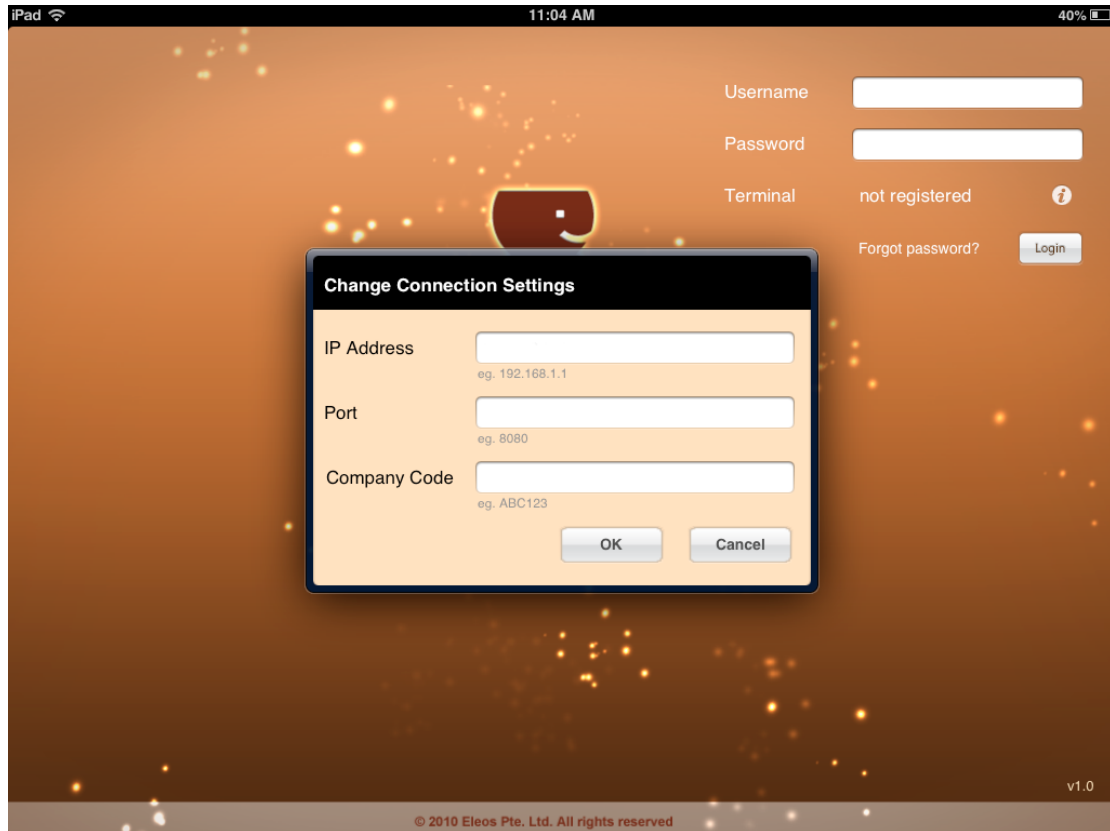 iPad 11:04 AM 40%
Username
Password
Terminal not registered i
Forgot password? Login
Change Connection Settings
IP Address
eg. 192.168.1.1
Port
eg. 8080
Company Code
eg. ABC123
OK Cancel
v1.0
© 2010 Eleos Pte. Ltd. All rights reserved